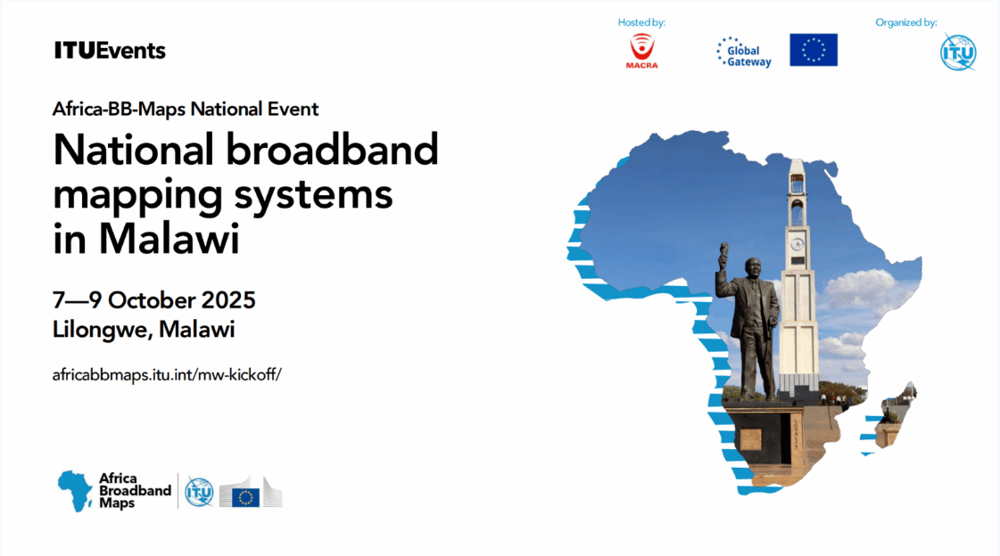 ITUEvents
Hosted by:
MACRA
Global
Gateway
Organized by:
ITU
Africa-BB-Maps National Event
National broadband
mapping systems
in Malawi
7—9 October 2025
Lilongwe, Malawi
africabbmaps.itu.int/mw-kickoff/
LOYALTY
Africa
Broadband
Maps
ITU